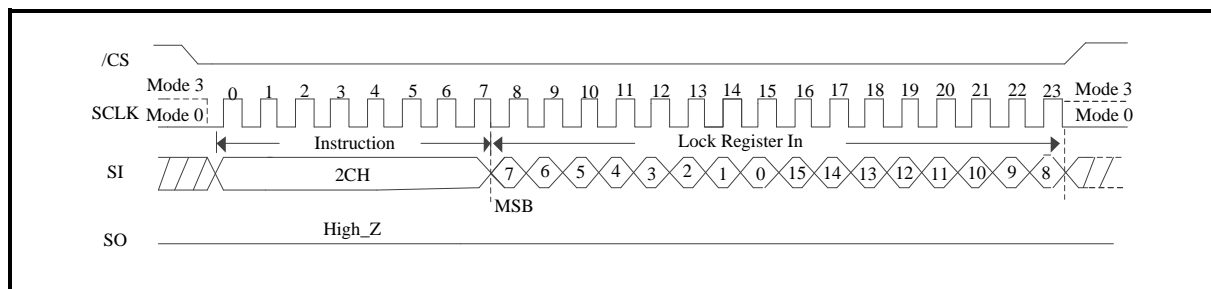 /CS
Mode 3
0 1 2 3 4 5 6 7 8 9 10 11 12 13 14 15 16 17 18 19 20 21 22 23
Mode 3
SCLK
Mode 0
Mode 0
Instruction
Lock Register In
SI
2CH
7 6 5 4 3 2 1 0 15 14 13 12 11 10 9 8
MSB
High_Z
SO